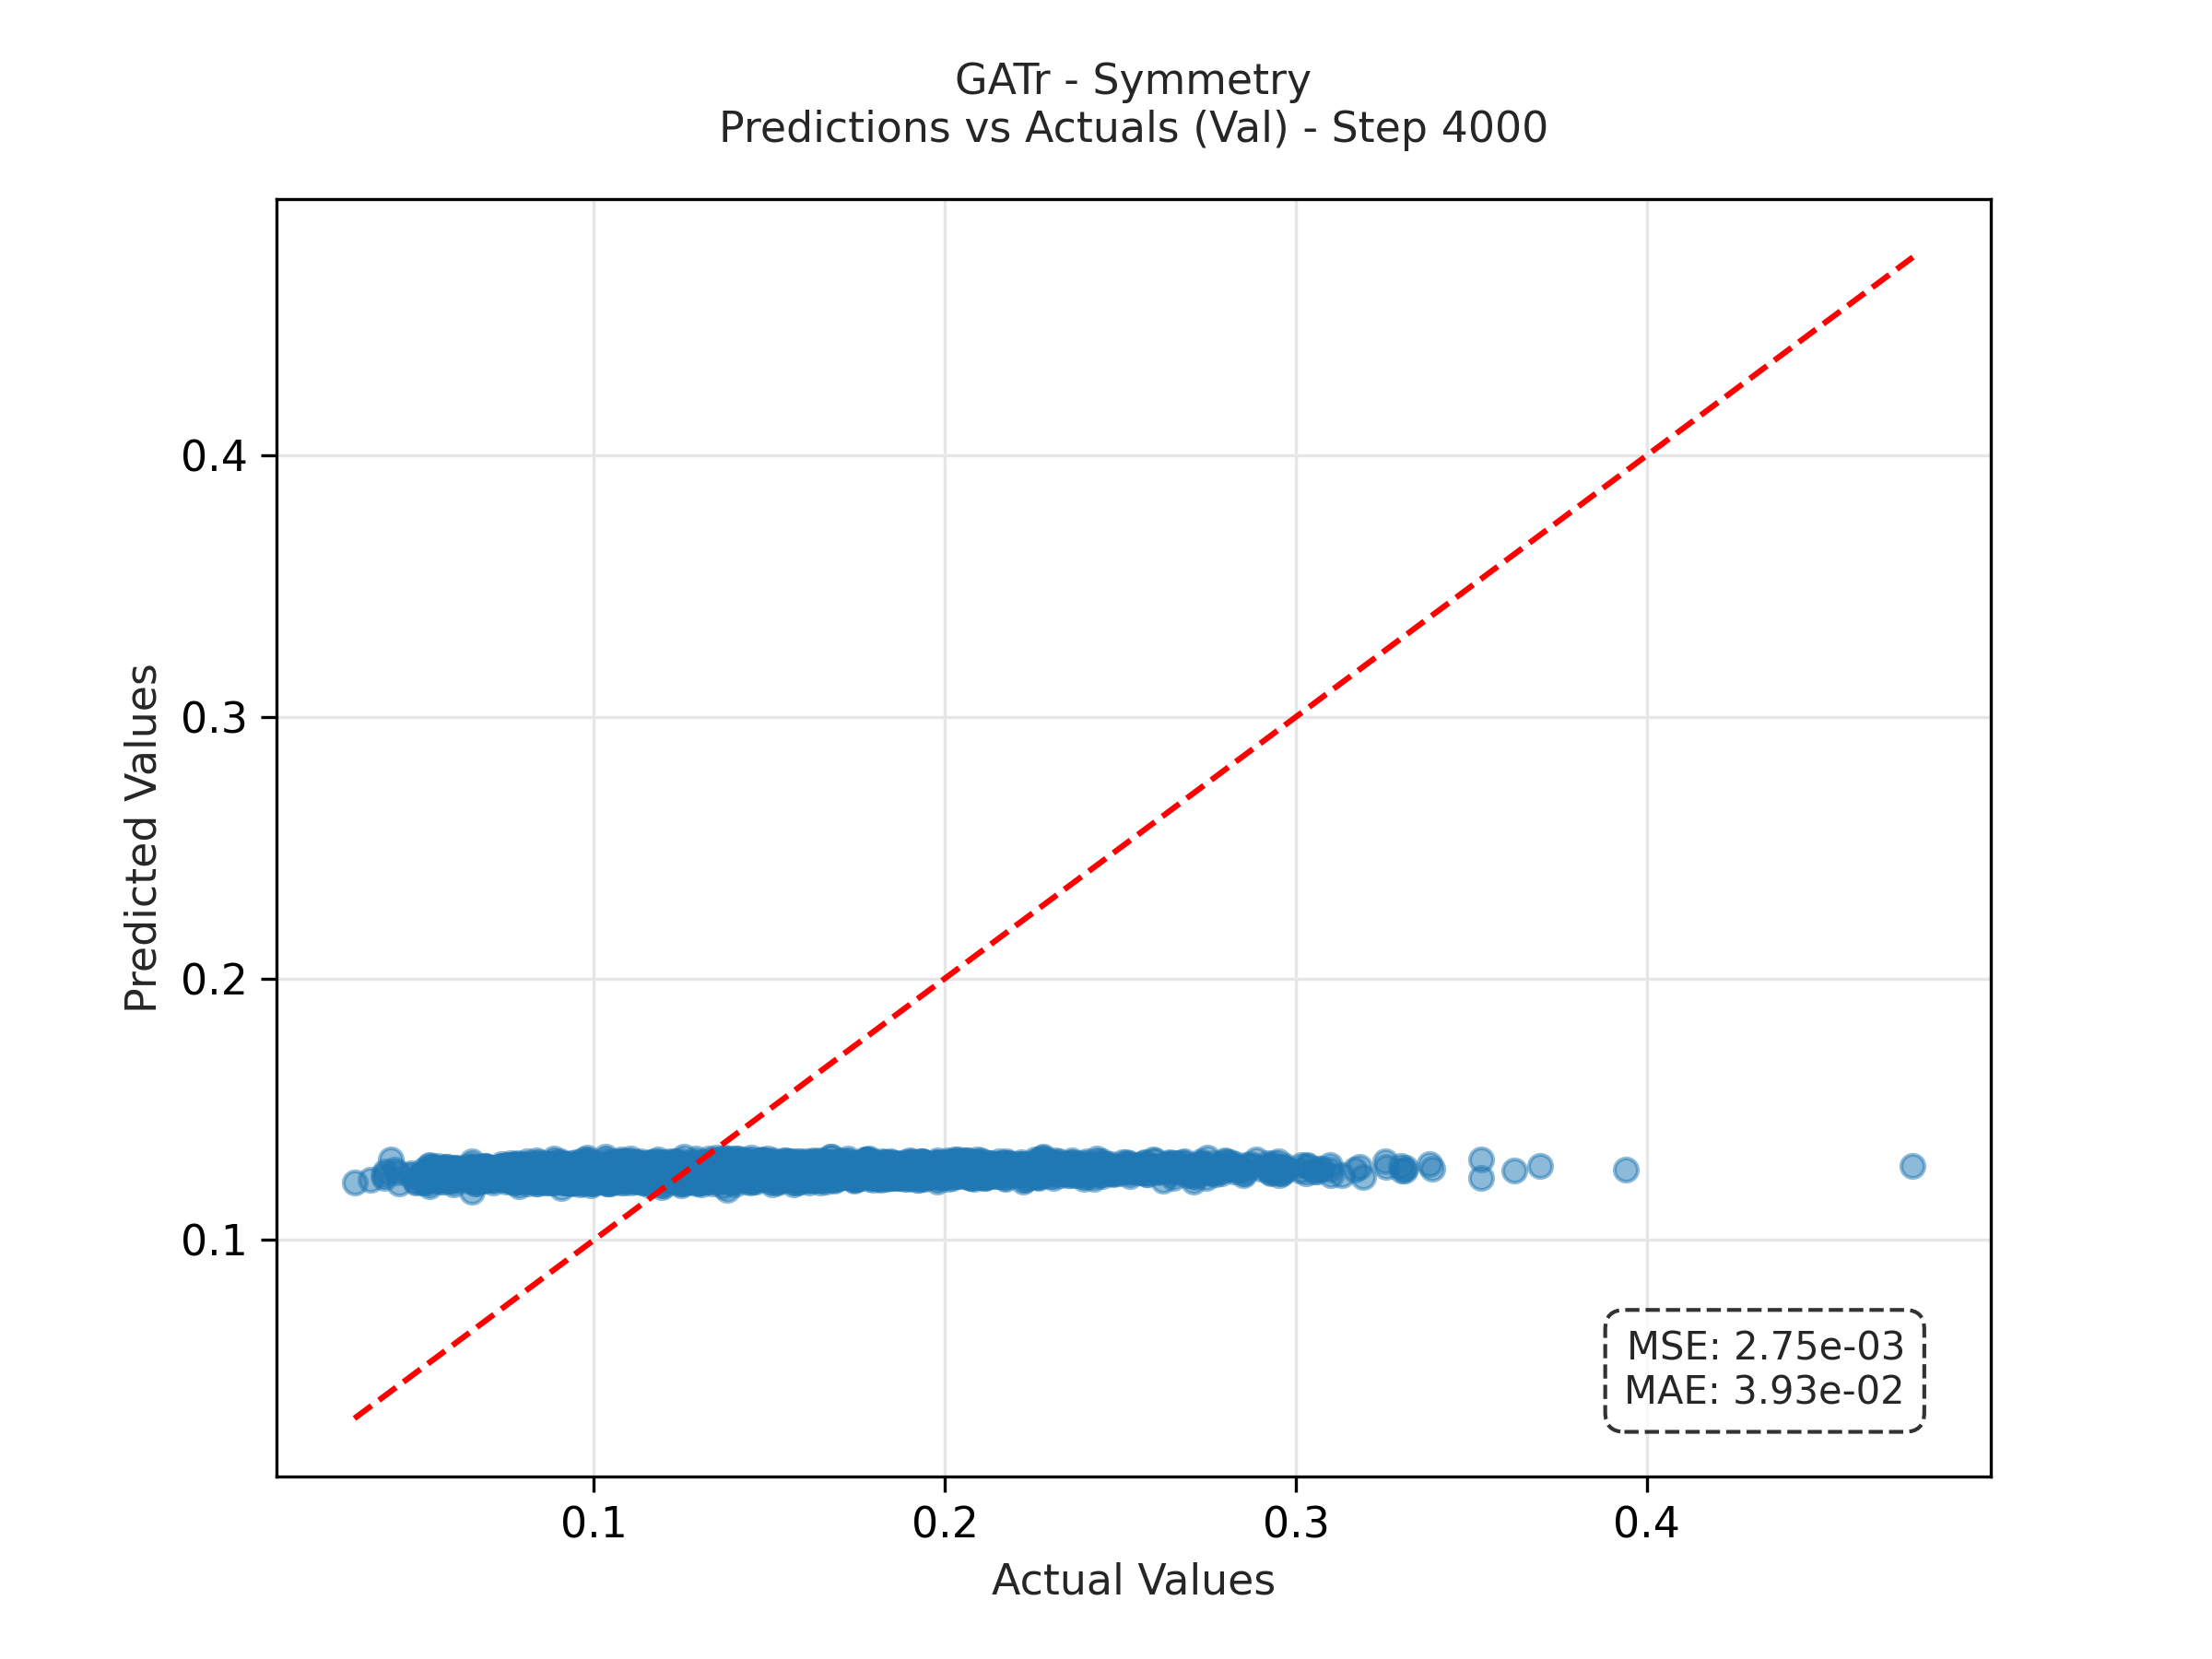 GATr - Symmetry
Predictions vs Actuals (Val) - Step 4000
Predicted Values
0.4
0.3
0.2
0.1
MSE: 2.75e-03
MAE: 3.93e-02
0.1
0.2
0.3
0.4
Actual Values